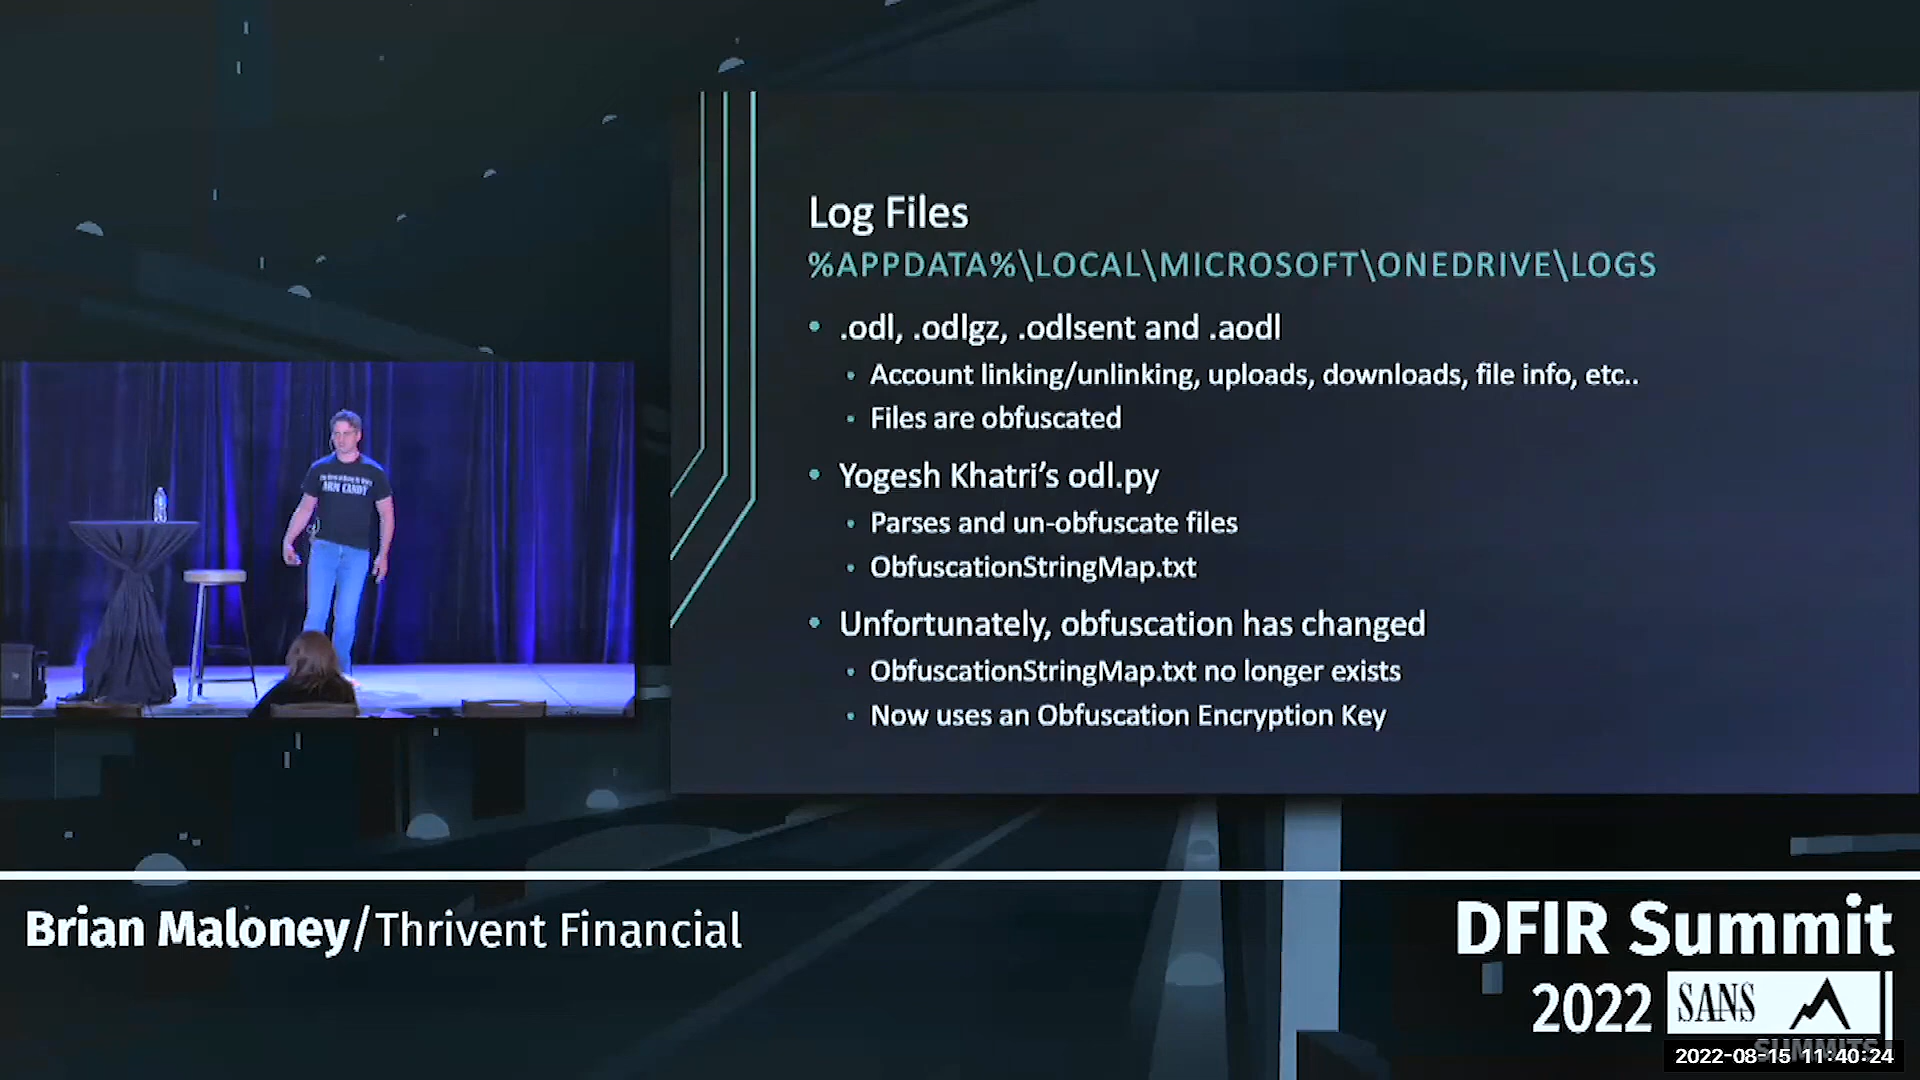 Log Files
%APPDATA%\LOCAL\MICROSOFT\ONEDRIVE\LOGS
• .odl, .odlgz, .odlsent and .aodl
• Account linking/unlinking, uploads, downloads, file info, etc..
• Files are obfuscated
• Yogesh Khatri’s odl.py
• Parses and un-obfuscate files
• ObfuscationStringMap.txt
• Unfortunately, obfuscation has changed
• ObfuscationStringMap.txt no longer exists
• Now uses an Obfuscation Encryption Key
ARM CANDY
Brian Maloney/Thrivent Financial
DFIR Summit
2022 SANS
SUMMITS
2022-08-15 11:40:24